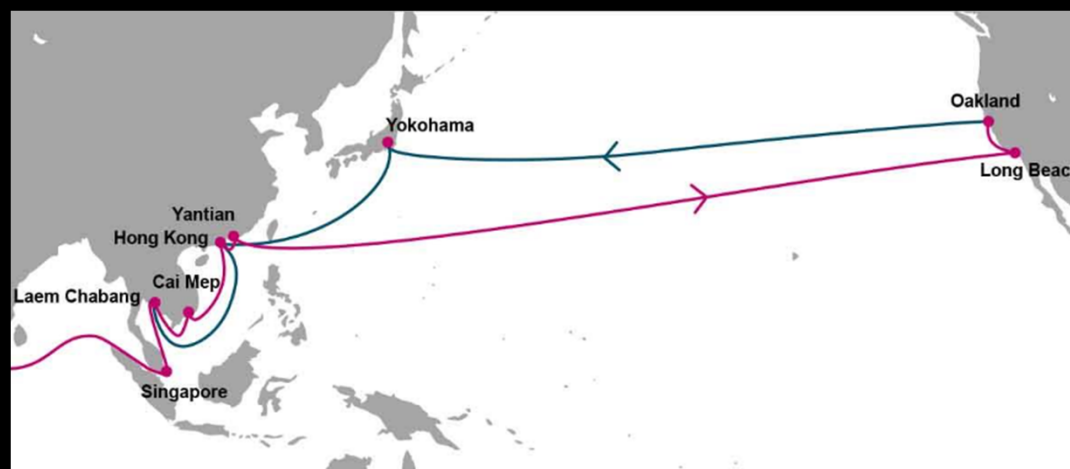 Oakland
Yokohama
Long Beac
Yantian
Hong Kong
Cai Mep
Laem Chabang
Singapore